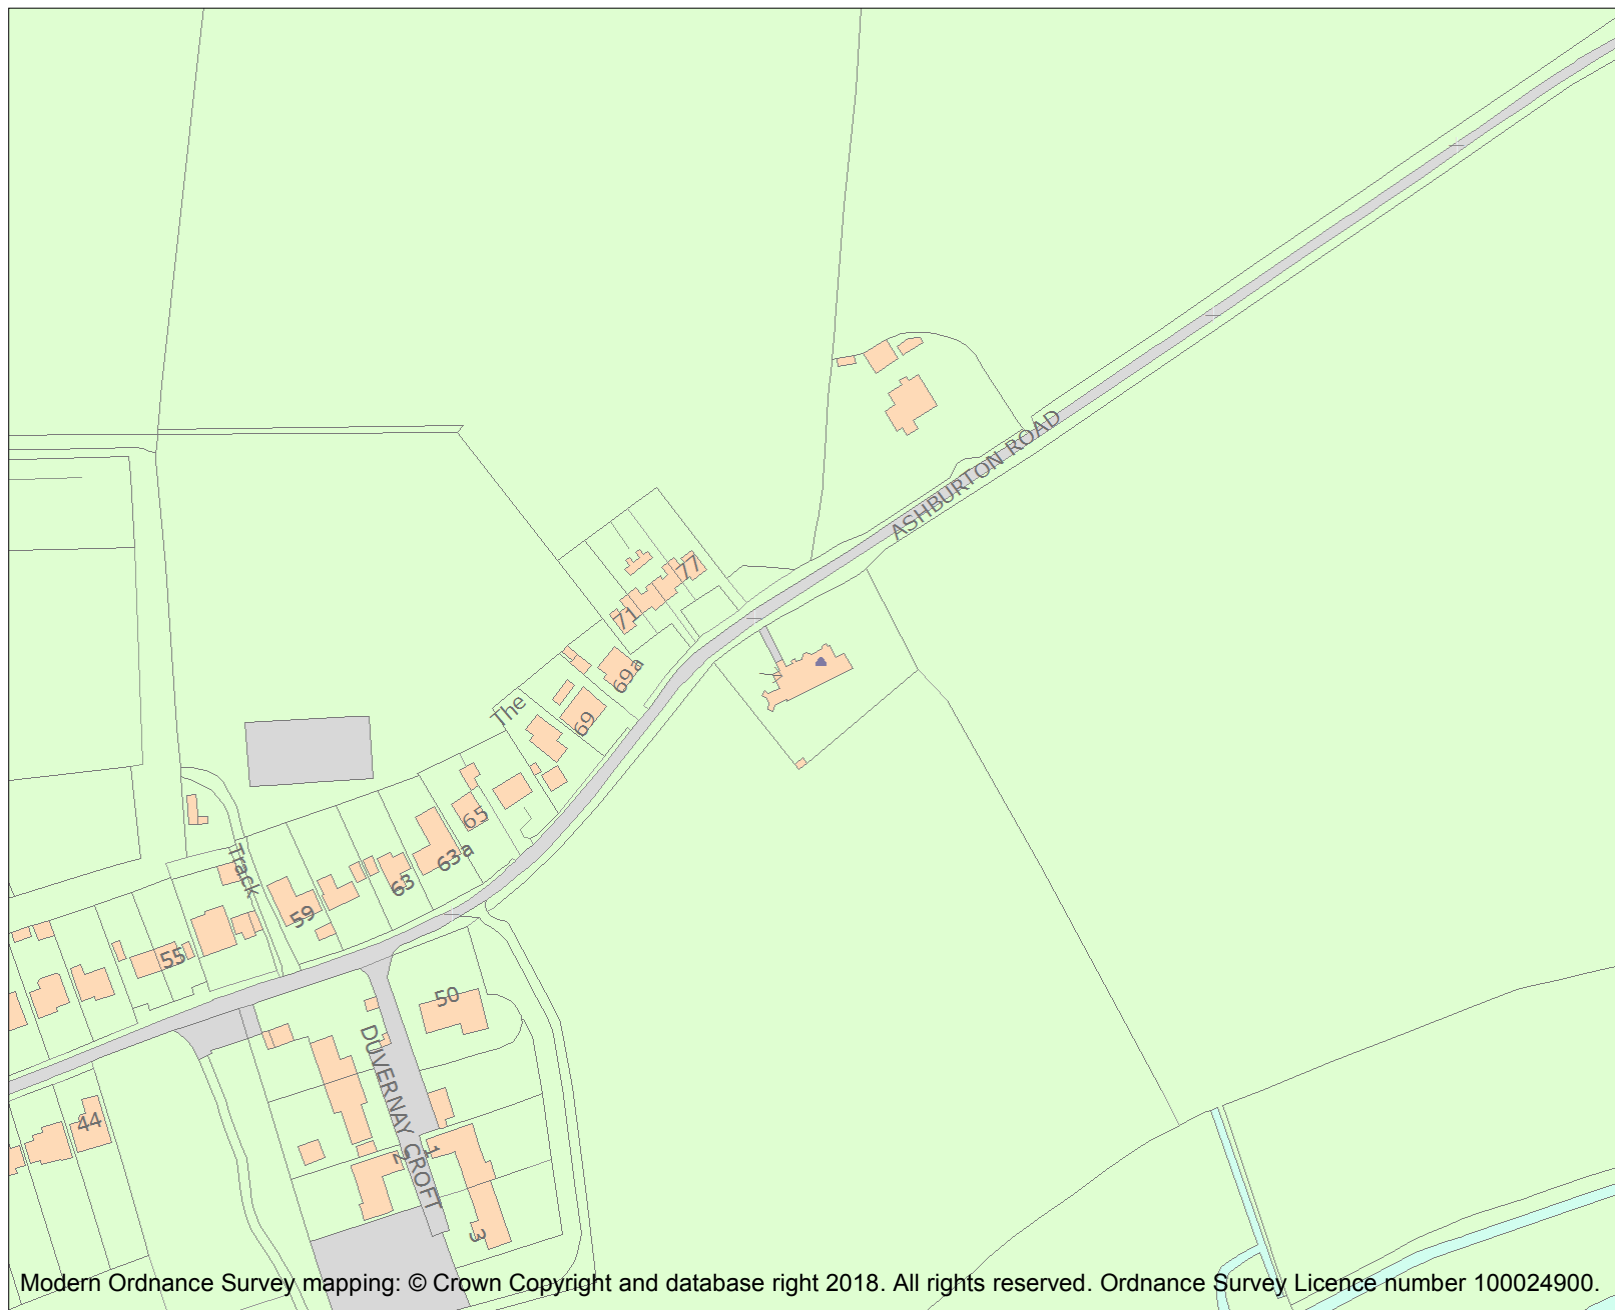 ASHBURTON ROAD
77
71
69a
The
69
65
63a
Track
63
59
55
50
DUVERNAY CROFT
44
1
2
3
Modern Ordnance Survey mapping: © Crown Copyright and database right 2018. All rights reserved. Ordnance Survey Licence number 100024900.